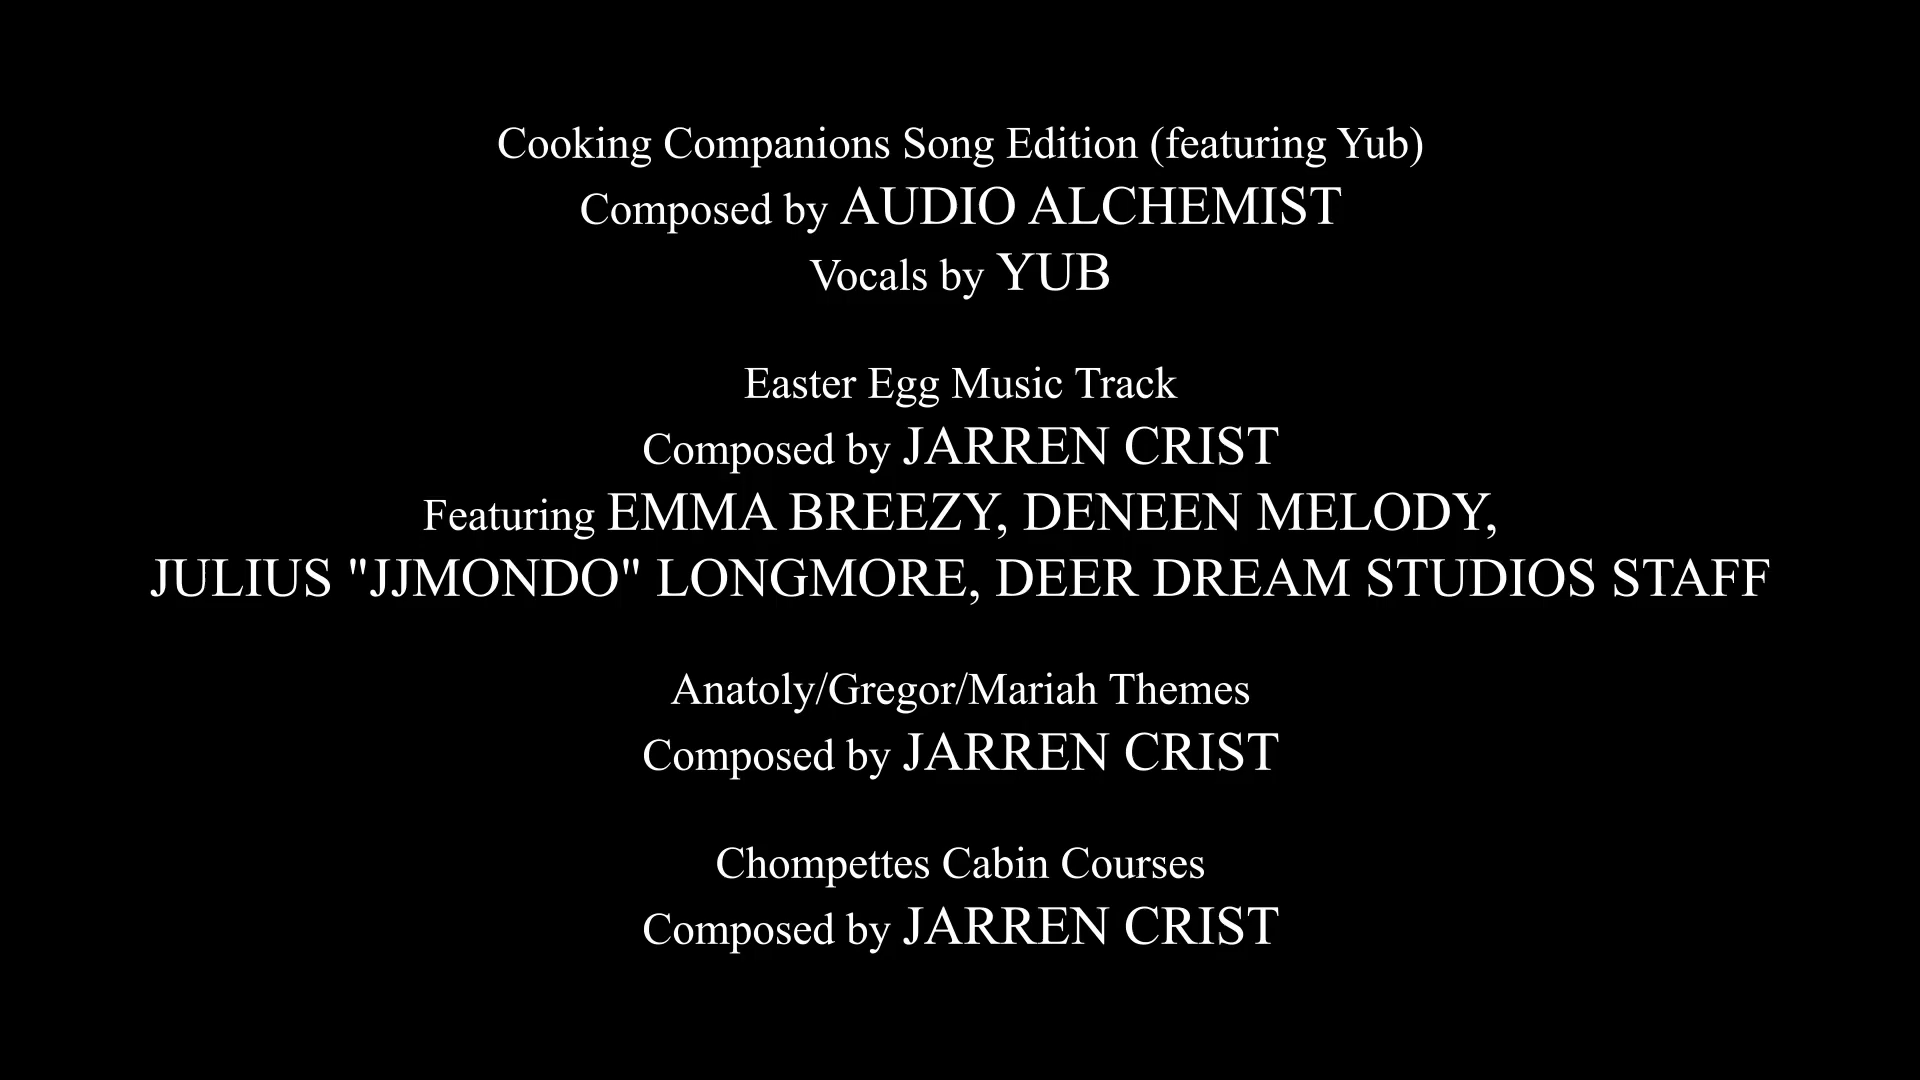 Cooking Companions Song Edition (featuring Yub)
Composed by AUDIO ALCHEMIST
Vocals by YUB
Easter Egg Music Track
Composed by JARREN CRIST
Featuring EMMA BREEZY, DENEEN MELODY,
JULIUS "JJMONDO" LONGMORE, DEER DREAM STUDIOS STAFF
Anatoly/Gregor/Mariah Themes
Composed by JARREN CRIST
Chompettes Cabin Courses
Composed by JARREN CRIST